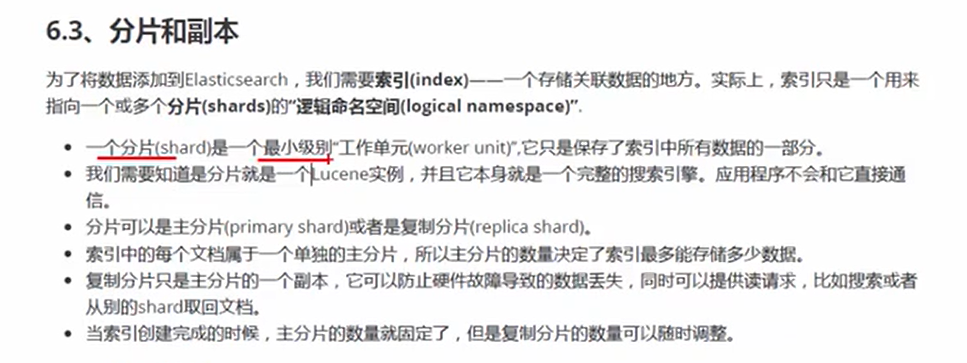 6.3、分片和副本
为了将数据添加到Elasticsearch，我们需要索引(index)——一个存储关联数据的地方。实际上，索引只是一个用来
指向一个或多个分片(shards)的“逻辑命名空间(logical namespace)”.
• 一个分片(shard)是一个最小级别“工作单元(worker unit)”,它只是保存了索引中所有数据的一部分。
• 我们需要知道是分片就是一个Lucene实例，并且它本身就是一个完整的搜索引擎。应用程序不会和它直接通
信。
• 分片可以是主分片(primary shard)或者是复制分片(replica shard)。
• 索引中的每个文档属于一个单独的主分片，所以主分片的数量决定了索引最多能存储多少数据。
• 复制分片只是主分片的一个副本，它可以防止硬件故障导致的数据丢失，同时可以提供读请求，比如搜索或者
从别的shard取回文档。
• 当索引创建完成的时候，主分片的数量就固定了，但是复制分片的数量可以随时调整。